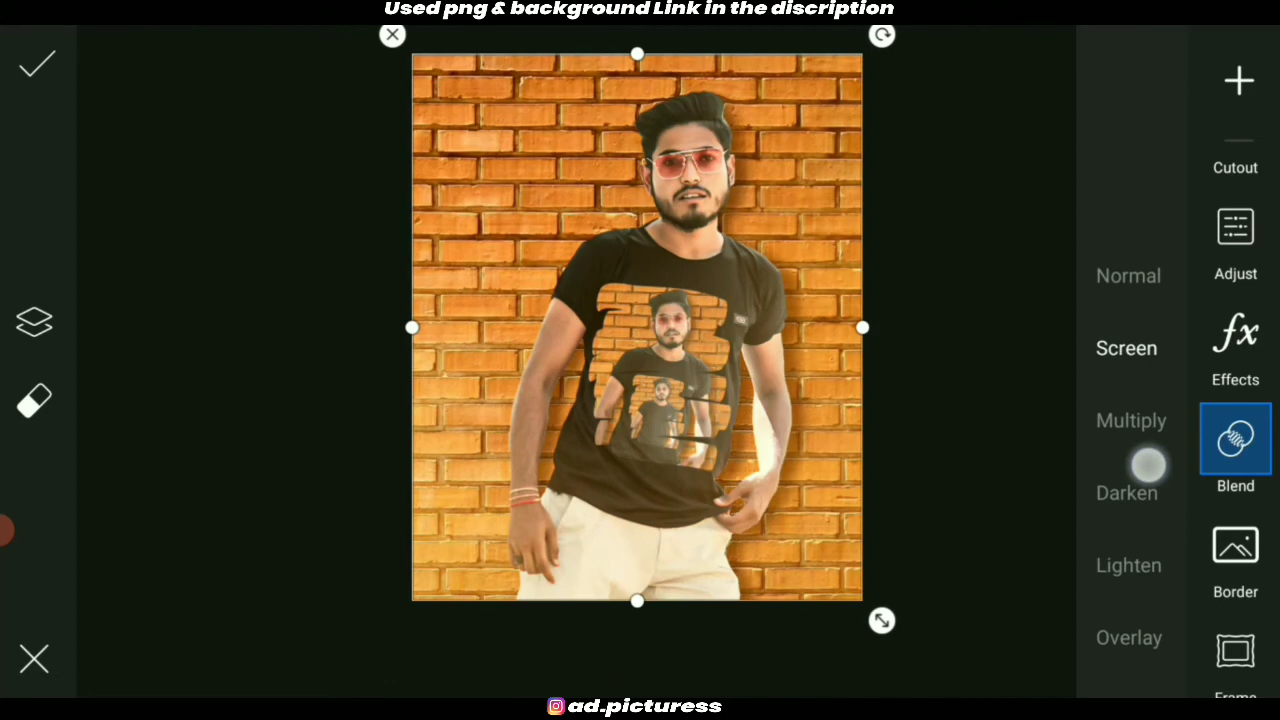 Used png & background Link in the discription
Cutout
Adjust
Normal
fx
Effects
Screen
Multiply
Blend
Darken
Lighten
Border
Overlay
ad.picturess